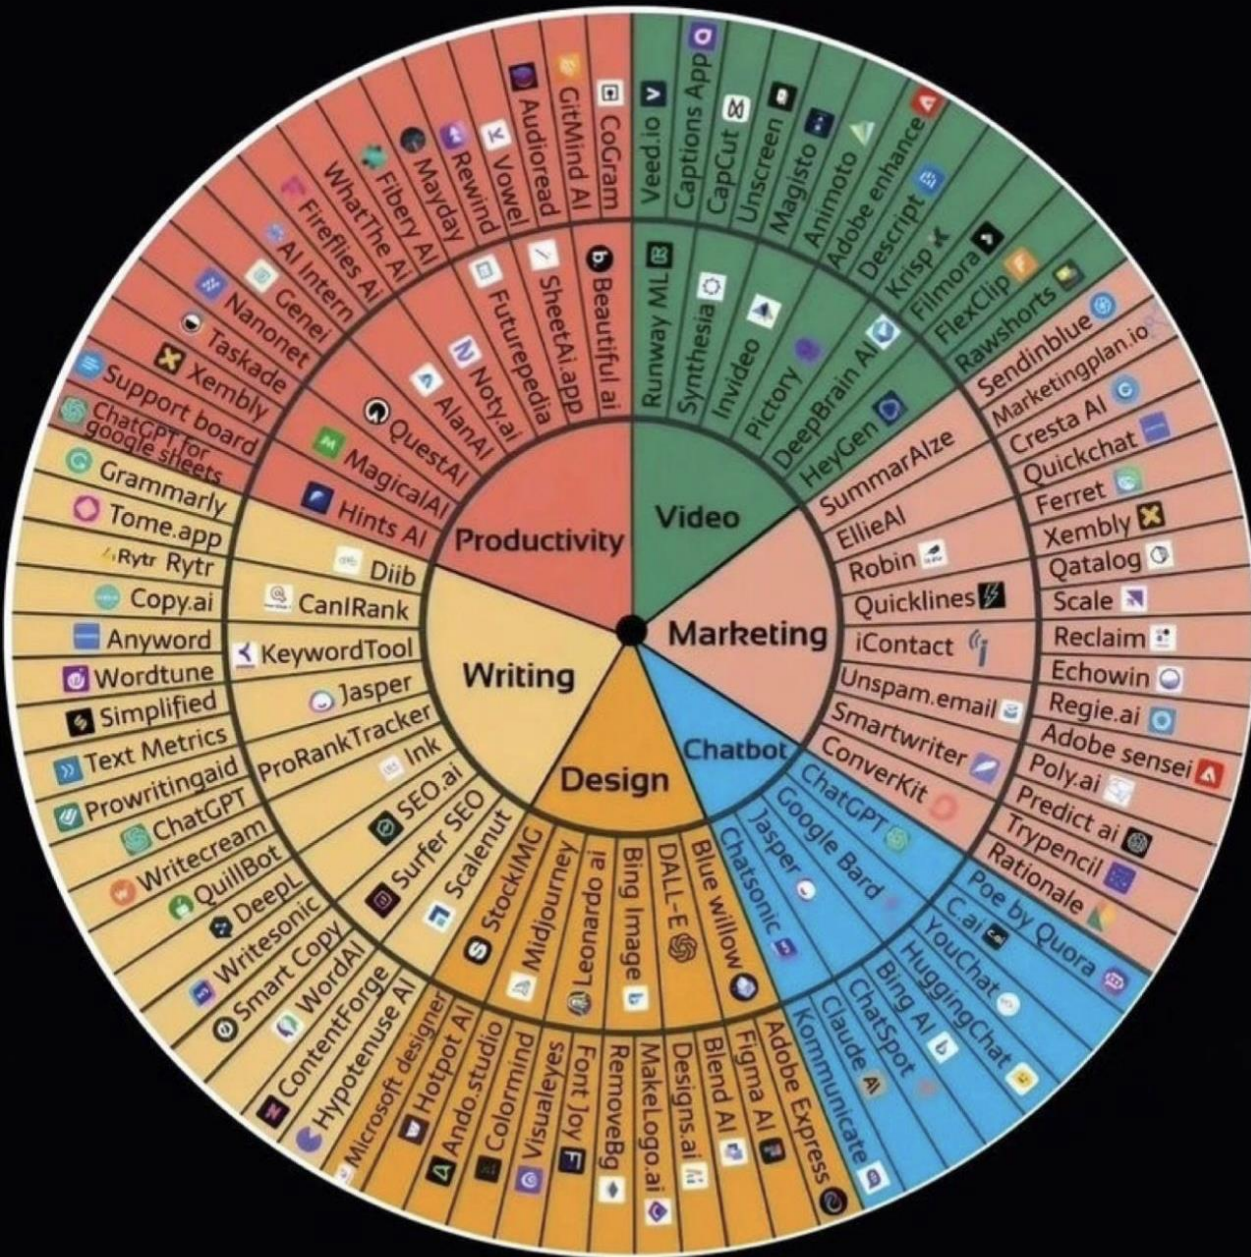 Productivity
Video
Marketing
Chatbot
Design
Writing
Hints AI
MagicalAI
QuestAI
AlanAI
Noty.ai
Futurepedia
SheetAi.app
Beautiful ai
Runway ML
Synthesia
Invideo
Pictory
DeepBrain AI
HeyGen
SummarAIze
EllieAI
Robin
Quicklines
iContact
Unspam.email
Smartwriter
ConverKit
ChatGPT
Google Bard
Jasper
Chatsonic
Blue willow
DALL-E
Bing Image
Leonardo ai
Midjourney
StockIMG
Scalenut
Surfer SEO
SEO.ai
Ink
ProRankTracker
Jasper
KeywordTool
CanIRank
Diib
ChatGPT for
google sheets
Support board
Xembly
Taskade
Nanonet
Genei
AI Intern
Fireflies Ai
WhatThe Ai
Fibery AI
Mayday
Rewind
Vowel
Audioread
GitMind AI
CoGram
Veed.io
Captions App
CapCut
Unscreen
Magisto
Animoto
Adobe enhance
Descript
Krisp
Filmora
FlexClip
Rawshorts
Sendinblue
Marketingplan.io
Cresta AI
Quickchat
Ferret
Xembly
Qatalog
Scale
Reclaim
Echowin
Regie.ai
Adobe sensei
Poly.ai
Predict ai
Trypencil
Rationale
Poe by Quora
C.ai
YouChat
HuggingChat
Bing AI
ChatSpot
Claude
Kommunicate
Adobe Express
Figma AI
Blend AI
Designs.ai
MakeLogo.ai
RemoveBg
Font Joy
Visualeyes
Colormind
Ando.studio
Hotpot AI
Microsoft designer
Hypotenuse AI
ContentForge
WordAI
Smart Copy
Writesonic
DeepL
QuillBot
Writecream
ChatGPT
Prowritingaid
Text Metrics
Simplified
Wordtune
Anyword
Copy.ai
Rytr Rytr
Tome.app
Grammarly